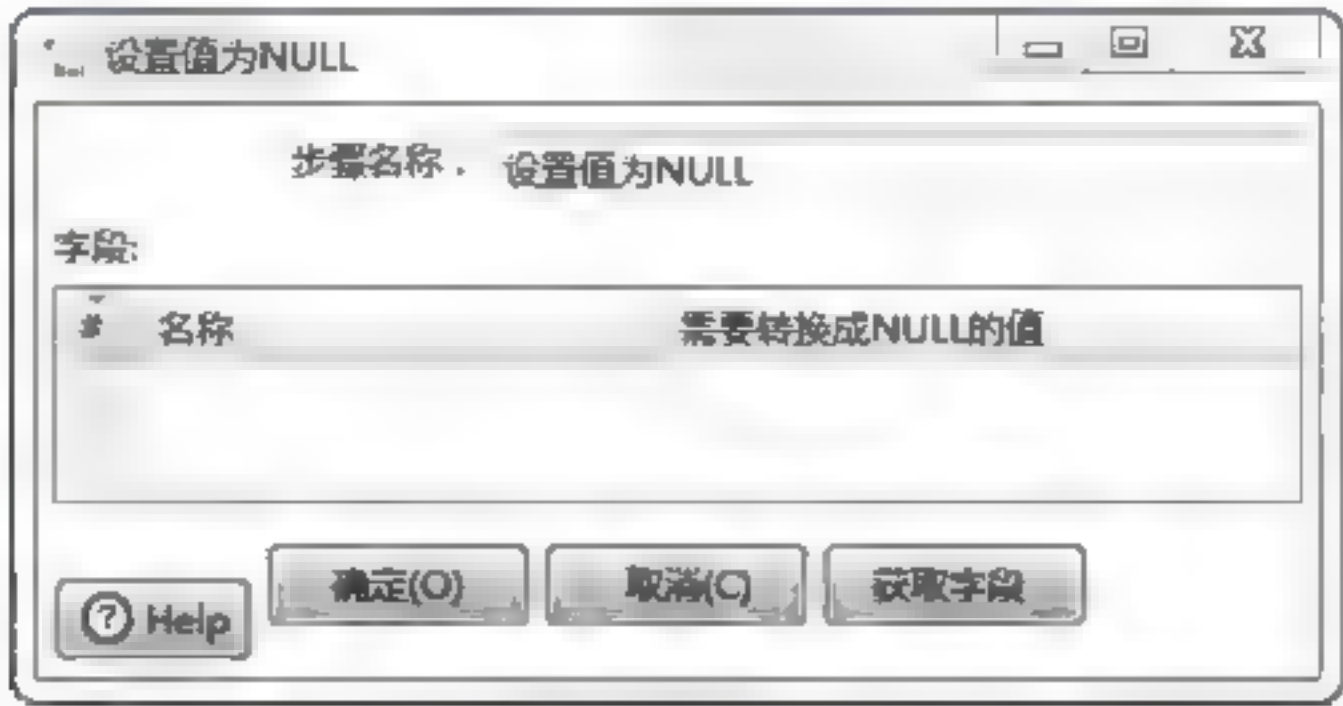 设置值为NULL
步骤名称: 设置值为NULL
字段:
# 名称 需要转换成NULL的值
确定(O) 取消(C) 获取字段
Help